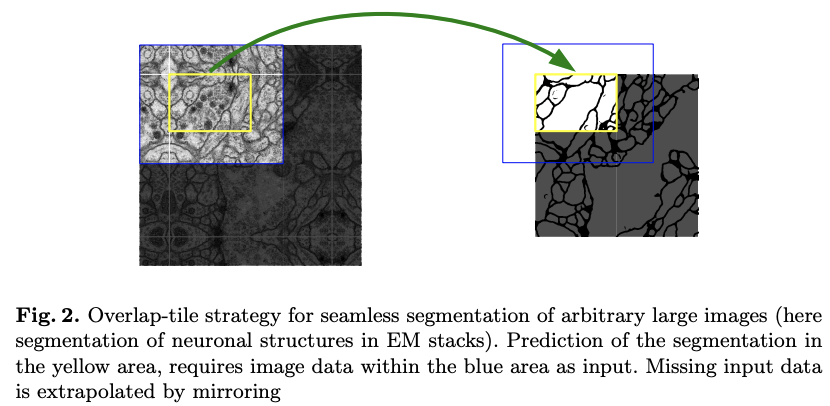 Fig. 2. Overlap-tile strategy for seamless segmentation of arbitrary large images (here
segmentation of neuronal structures in EM stacks). Prediction of the segmentation in
the yellow area, requires image data within the blue area as input. Missing input data
is extrapolated by mirroring